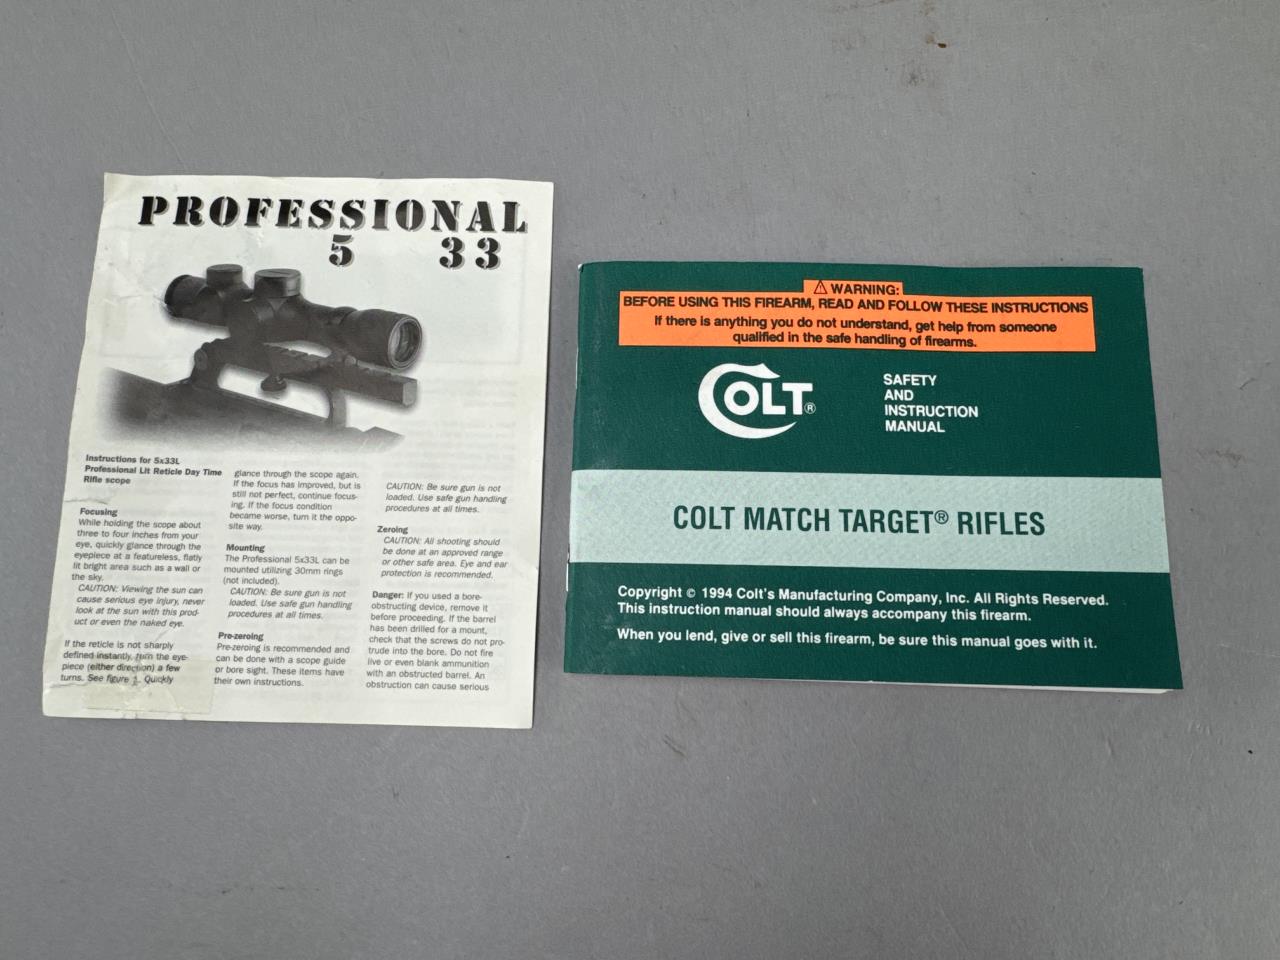 PROFESSIONAL
5 33
Instructions for 5x33L
Professional Lit Reticle Day Time
Rifle scope
Focusing
While holding the scope about
three to four inches from your
eye, quickly glance through the
eyepiece at a featureless, flatly
lit bright area such as a wall or
the sky.
CAUTION: Viewing the sun can
cause serious eye injury, never
look at the sun with this prod-
uct or even the naked eye.
If the reticle is not sharply
defined instantly, turn the eye-
piece (either direction) a few
turns. See figure 1. Quickly
glance through the scope again.
If the focus has improved, but is
still not perfect, continue focus-
ing. If the focus condition
became worse, turn it the oppo-
site way.
Mounting
The Professional 5x33L can be
mounted utilizing 30mm rings
(not included).
CAUTION: Be sure gun is not
loaded. Use safe gun handling
procedures at all times.
Pre-zeroing
Pre-zeroing is recommended and
can be done with a scope guide
or bore sight. These items have
their own instructions.
CAUTION: Be sure gun is not
loaded. Use safe gun handling
procedures at all times.
Zeroing
CAUTION: All shooting should
be done at an approved range
or other safe area. Eye and ear
protection is recommended.
Danger: If you used a bore-
obstructing device, remove it
before proceeding. If the barrel
has been drilled for a mount,
check that the screws do not pro-
trude into the bore. Do not fire
live or even blank ammunition
with an obstructed barrel. An
obstruction can cause serious
⚠ WARNING:
BEFORE USING THIS FIREARM, READ AND FOLLOW THESE INSTRUCTIONS
If there is anything you do not understand, get help from someone
qualified in the safe handling of firearms.
COLT®
SAFETY
AND
INSTRUCTION
MANUAL
COLT MATCH TARGET® RIFLES
Copyright © 1994 Colt's Manufacturing Company, Inc. All Rights Reserved.
This instruction manual should always accompany this firearm.
When you lend, give or sell this firearm, be sure this manual goes with it.